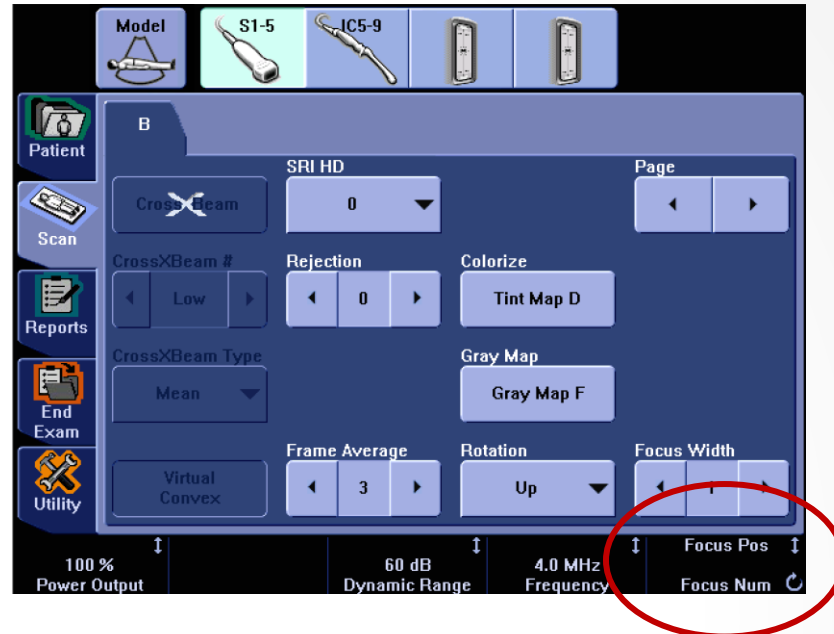 Model
S1-5
IC5-9
Patient
B
SRI HD
Page
CrossXBeam
0
Scan
CrossXBeam #
Rejection
Colorize
Low
0
Tint Map D
Reports
CrossXBeam Type
Gray Map
Mean
Gray Map F
End
Exam
Frame Average
Rotation
Focus Width
Virtual
Convex
3
Up
1
Utility
Focus Pos
100 %
60 dB
4.0 MHz
Power Output
Dynamic Range
Frequency
Focus Num